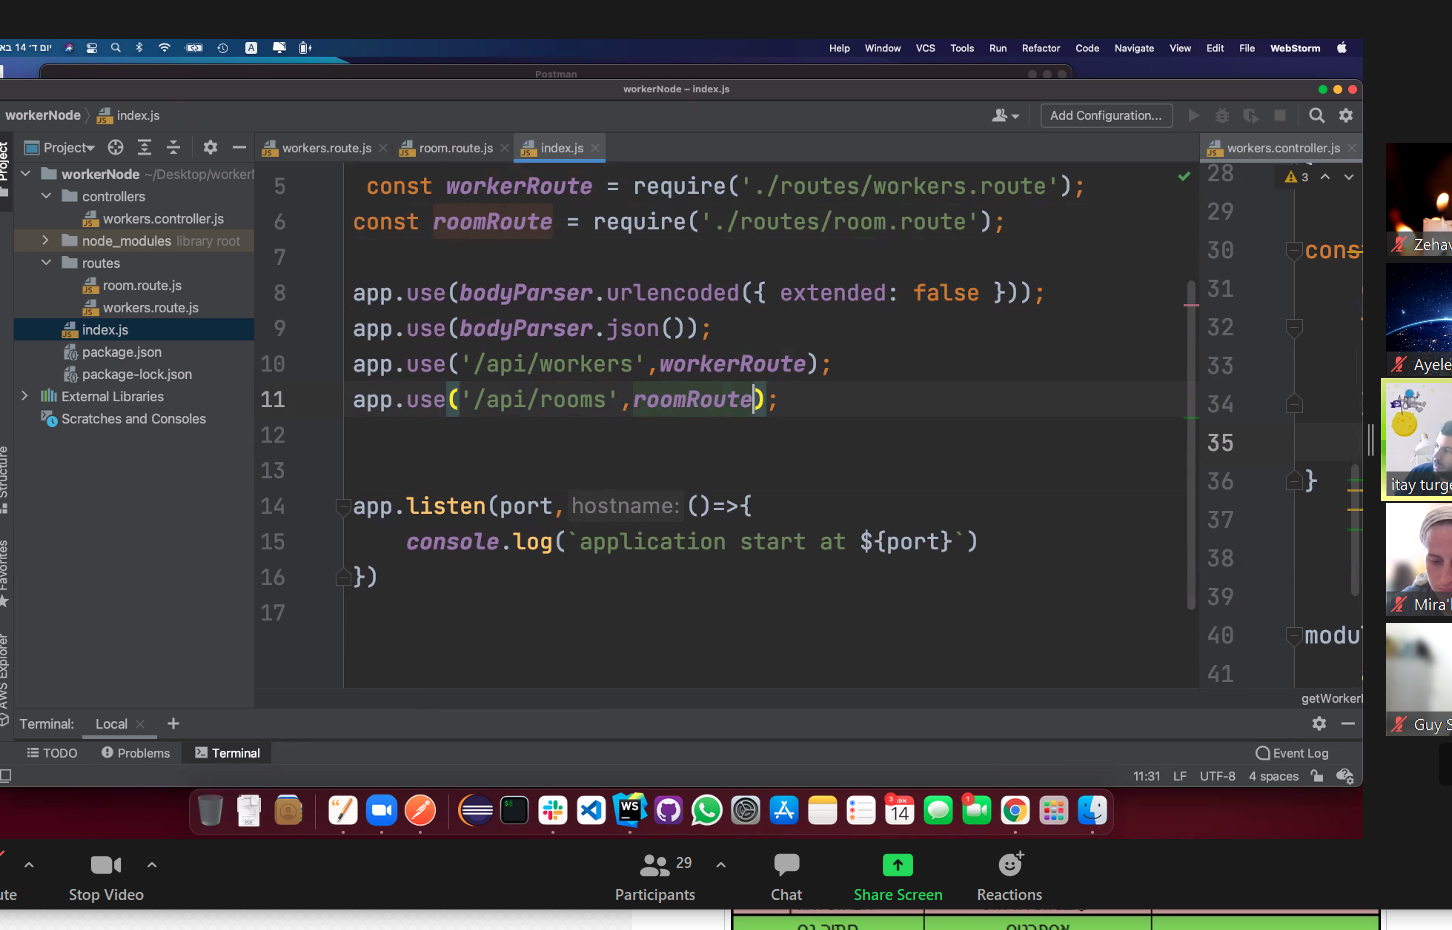 Help Window VCS Tools Run Refactor Code Navigate View Edit File WebStorm
יום ד׳ 14
Postman
workerNode – index.js
workerNode index.js
Add Configuration...
Project
Project
workers.route.js
room.route.js
index.js
workers.controller.js
workerNode ~/Desktop/worker
controllers
workers.controller.js
node_modules library root
routes
room.route.js
workers.route.js
index.js
package.json
package-lock.json
External Libraries
Scratches and Consoles
Structure
Favorites
AWS Explorer
5 const workerRoute = require('./routes/workers.route');
6 const roomRoute = require('./routes/room.route');
7
8 app.use(bodyParser.urlencoded({ extended: false }));
9 app.use(bodyParser.json());
10 app.use('/api/workers',workerRoute);
11 app.use('/api/rooms',roomRoute);
12
13
14 app.listen(port, hostname: ()=>{
15 console.log(`application start at ${port}`)
16 })
17
28
3
29
30 cons
31
32
33
34
35
36 }
37
38
39
40 modu
41
getWorker
Terminal: Local +
TODO Problems Terminal
Event Log
11:31 LF UTF-8 4 spaces
WS
3
14
1
Zehav
Ayele
itay turge
Mira'
Guy S
ute
Stop Video
29
Participants
Chat
Share Screen
Reactions